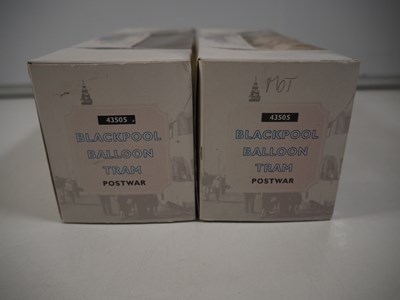 43505
BLACKPOOL
BALLOON
TRAM
POSTWAR
MOT
43505
BLACKPOOL
BALLOON
TRAM
POSTWAR